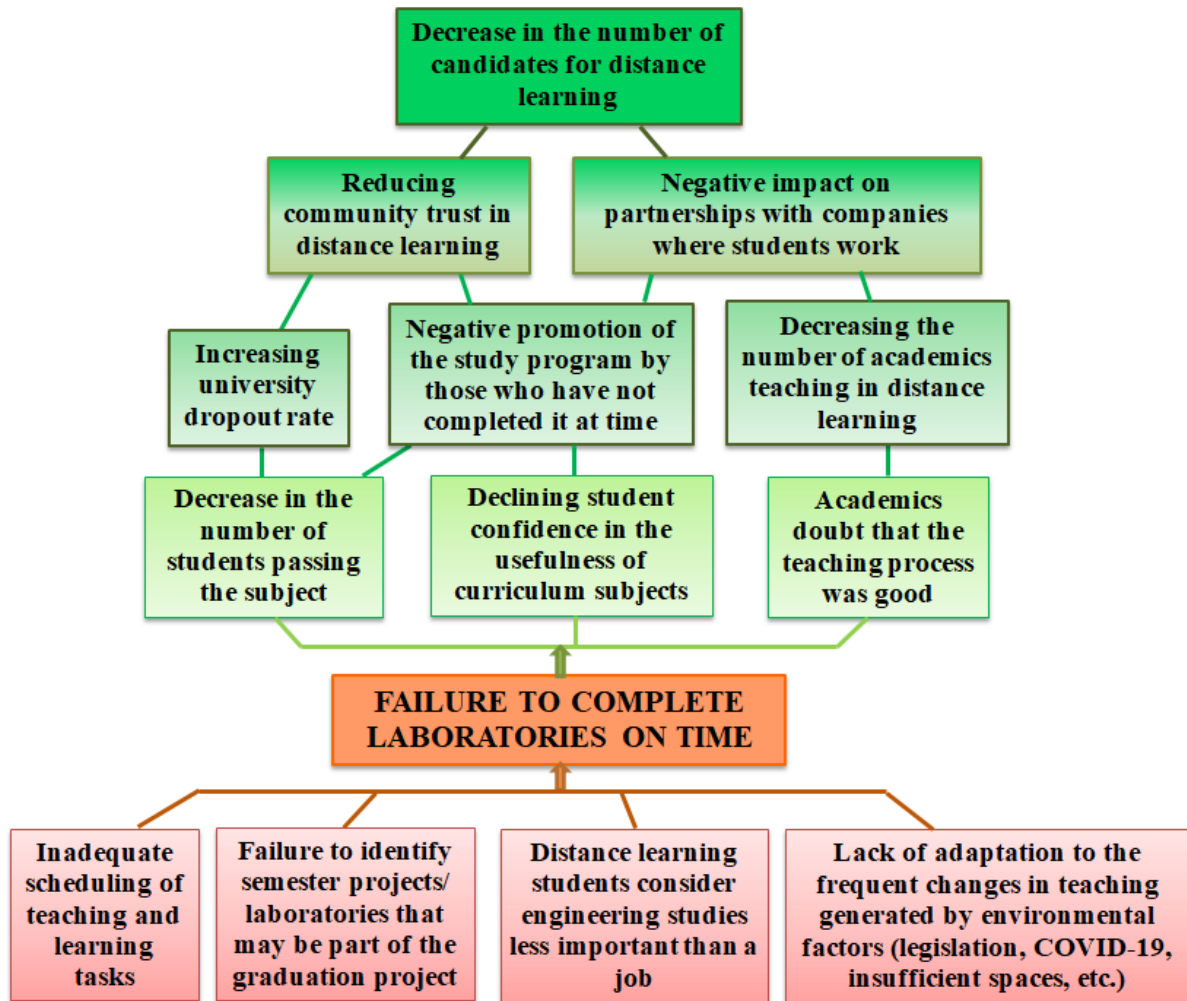 Decrease in the number of
candidates for distance
learning
Reducing
community trust in
distance learning
Negative impact on
partnerships with companies
where students work
Increasing
university
dropout rate
Negative promotion of
the study program by
those who have not
completed it at time
Decreasing the
number of academics
teaching in distance
learning
Decrease in the
number of
students passing
the subject
Declining student
confidence in the
usefulness of
curriculum subjects
Academics
doubt that the
teaching process
was good
FAILURE TO COMPLETE
LABORATORIES ON TIME
Inadequate
scheduling of
teaching and
learning
tasks
Failure to identify
semester projects/
laboratories that
may be part of the
graduation project
Distance learning
students consider
engineering studies
less important than a
job
Lack of adaptation to the
frequent changes in teaching
generated by environmental
factors (legislation, COVID-19,
insufficient spaces, etc.)